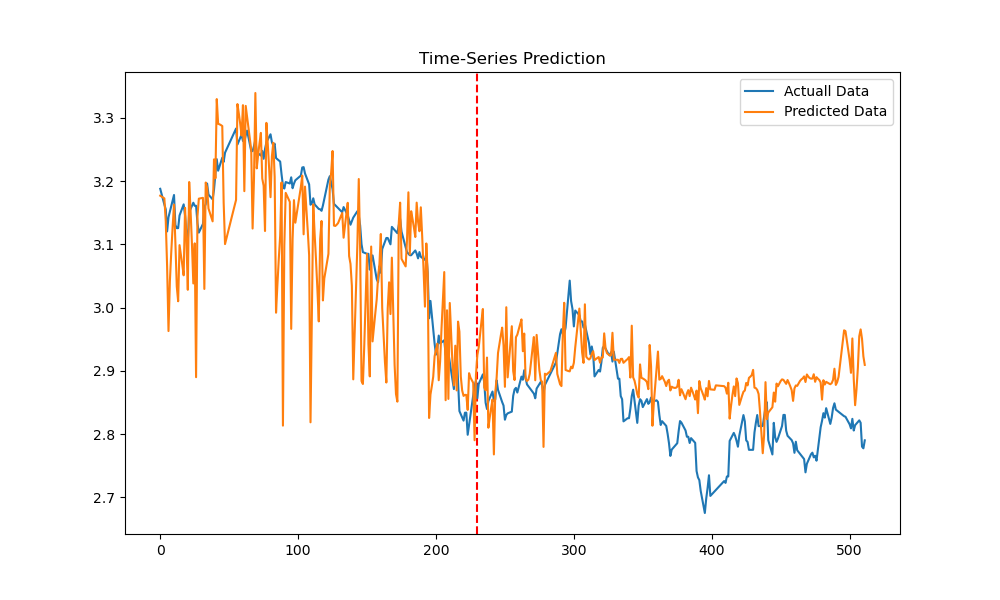 Time-Series Prediction
Actuall Data
Predicted Data
3.3
3.2
3.1
3.0
2.9
2.8
2.7
0 100 200 300 400 500